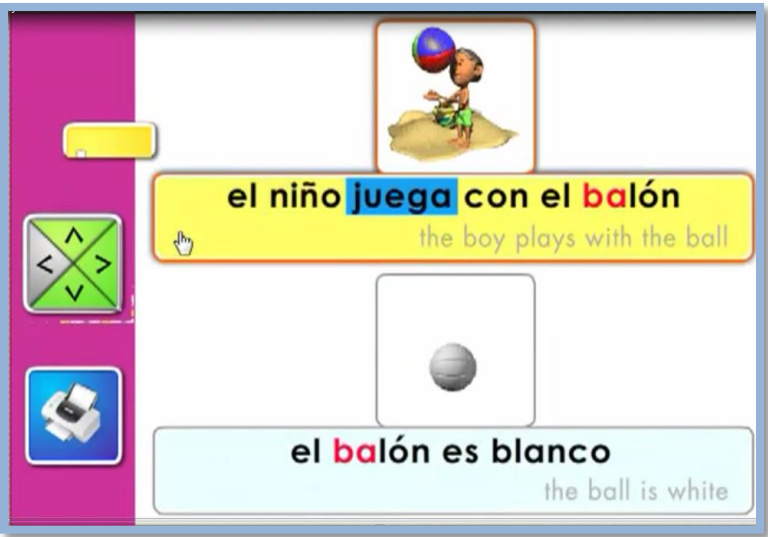 el niño juega con el balón
the boy plays with the ball
el balón es blanco
the ball is white